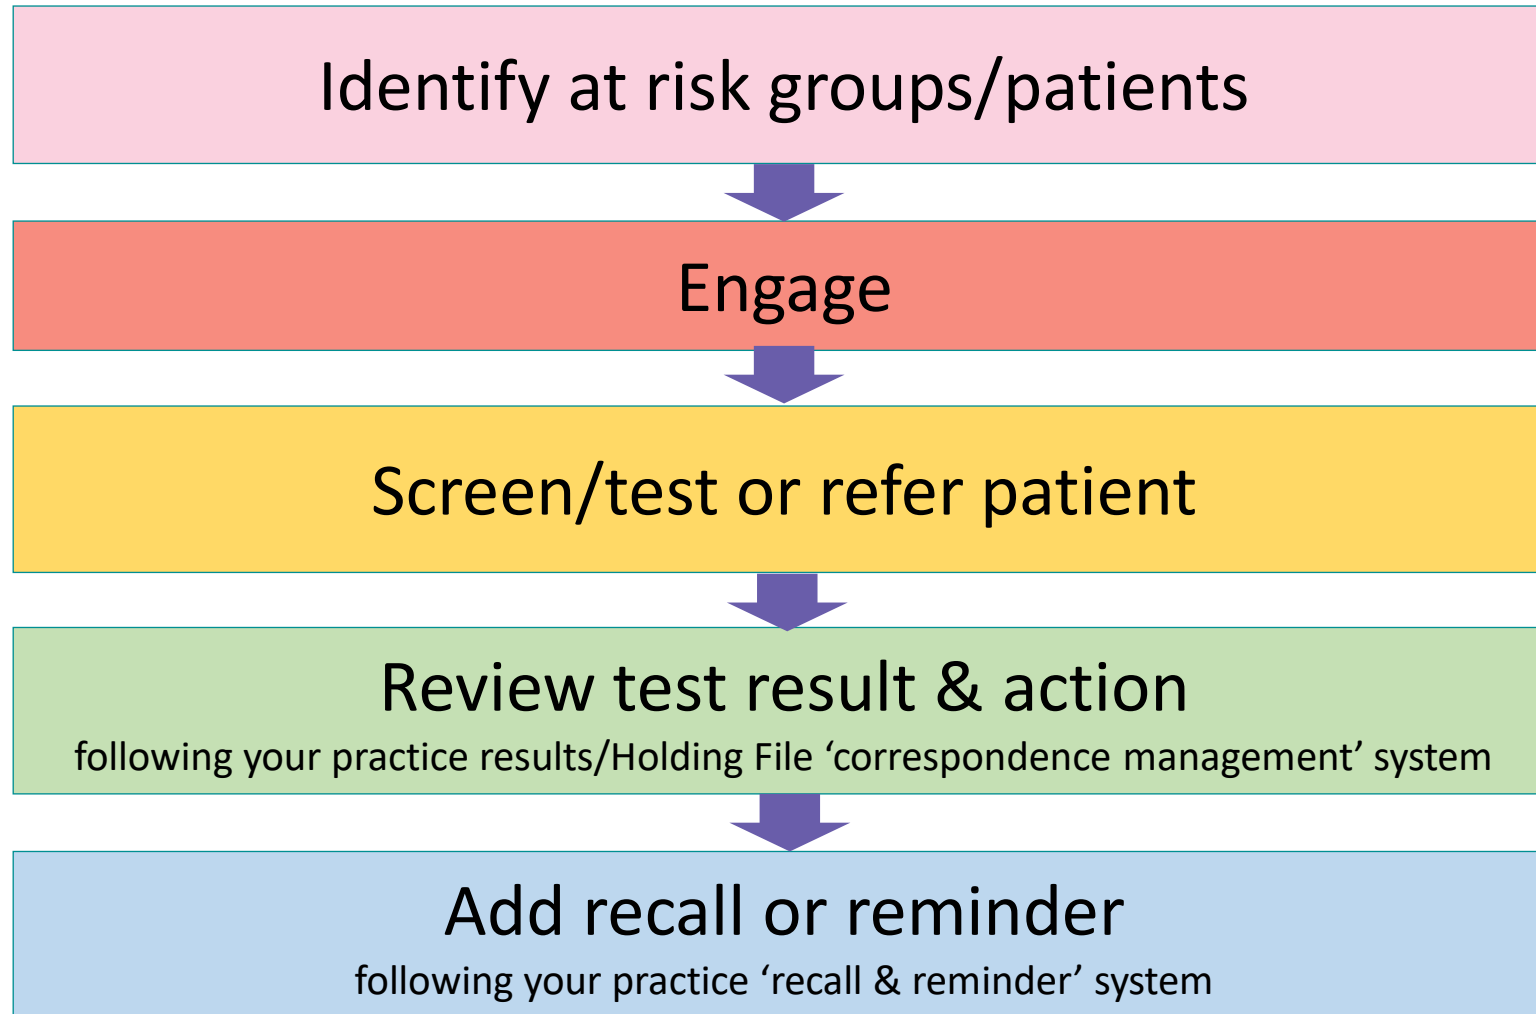 Identify at risk groups/patients
Engage
Screen/test or refer patient
Review test result & action
following your practice results/Holding File ‘correspondence management’ system
Add recall or reminder
following your practice ‘recall & reminder’ system